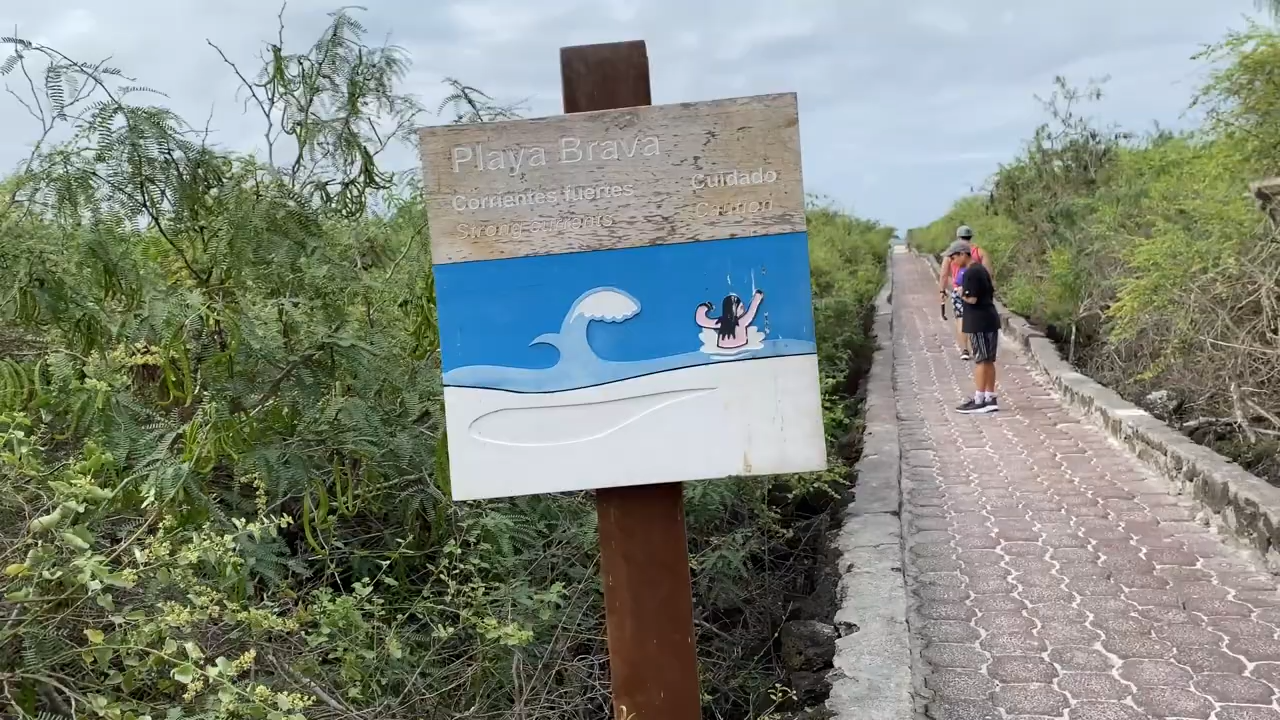 Playa Brava
Corrientes fuertes
Strong currents
Cuidado
Caution